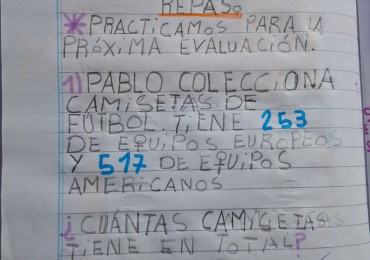 REPASO
*PRACTICAMOS PARA LA
PRÓXIMA EVALUACIÓN.
1) PABLO COLECCIONA
CAMISETAS DE
FÚTBOL. TIENE 253
DE EQUIPOS EUROPEOS
Y 517 DE EQUIPOS
AMERICANOS
¿CUÁNTAS CAMISETAS
TIENE EN TOTAL?